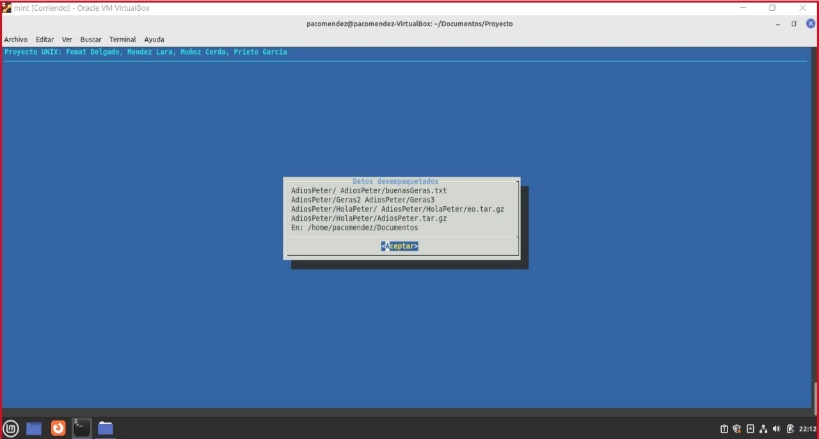 mint [Corriendo] - Oracle VM VirtualBox
pacomendez@pacomendez-VirtualBox: ~/Documentos/Proyecto
Archivo Editar Ver Buscar Terminal Ayuda
Proyecto UNIX: Femat Delgado, Mendez Lara, Muñoz Cerda, Prieto Garcia
Datos desempaquetados
AdiosPeter/ AdiosPeter/buenasGeras.txt
AdiosPeter/Geras2 AdiosPeter/Geras3
AdiosPeter/HolaPeter/ AdiosPeter/HolaPeter/eo.tar.gz
AdiosPeter/HolaPeter/AdiosPeter.tar.gz
En: /home/pacomendez/Documentos
<Aceptar>
22:12